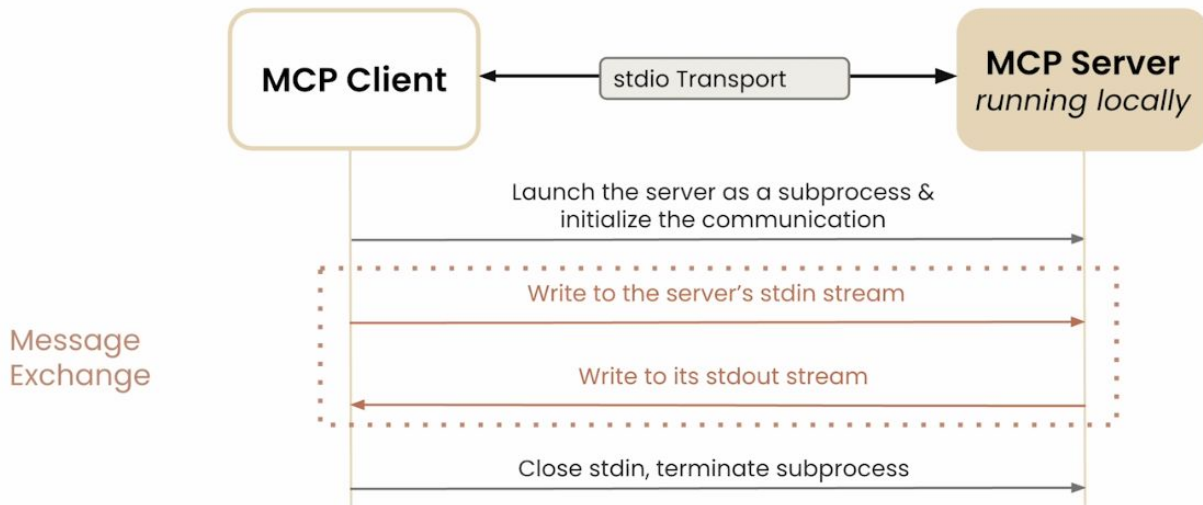 MCP Client
stdio Transport
MCP Server
running locally
Launch the server as a subprocess &
initialize the communication
Write to the server's stdin stream
Message
Exchange
Write to its stdout stream
Close stdin, terminate subprocess